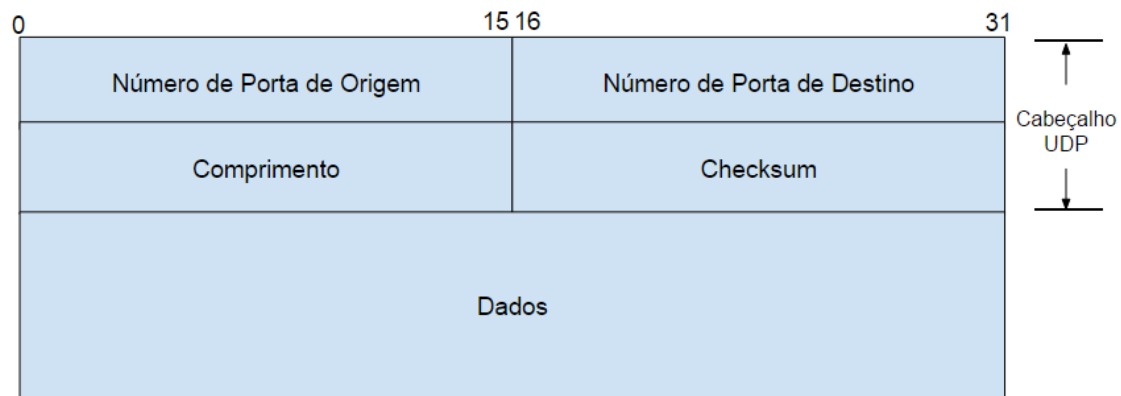 0 15 16 31
Número de Porta de Origem Número de Porta de Destino
Cabeçalho
UDP
Comprimento Checksum
Dados